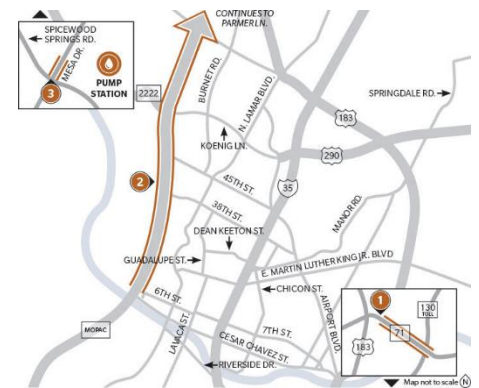 CONTINUES TO
PARMER LN.
SPICEWOOD
SPRINGS RD.
MESA DR.
PUMP
STATION
3
2222
BURNET RD.
N. LAMAR BLVD.
183
SPRINGDALE RD.
KOENIG LN.
290
2
45TH ST.
35
38TH ST.
MANOR RD.
DEAN KEETON ST.
GUADALUPE ST.
E. MARTIN LUTHER KING JR. BLVD
CHICON ST.
6TH ST.
AIRPORT BLVD.
1
130
TOLL
71
183
MOPAC
LAVACA ST.
7TH ST.
CESAR CHAVEZ ST.
RIVERSIDE DR.
Map not to scale N